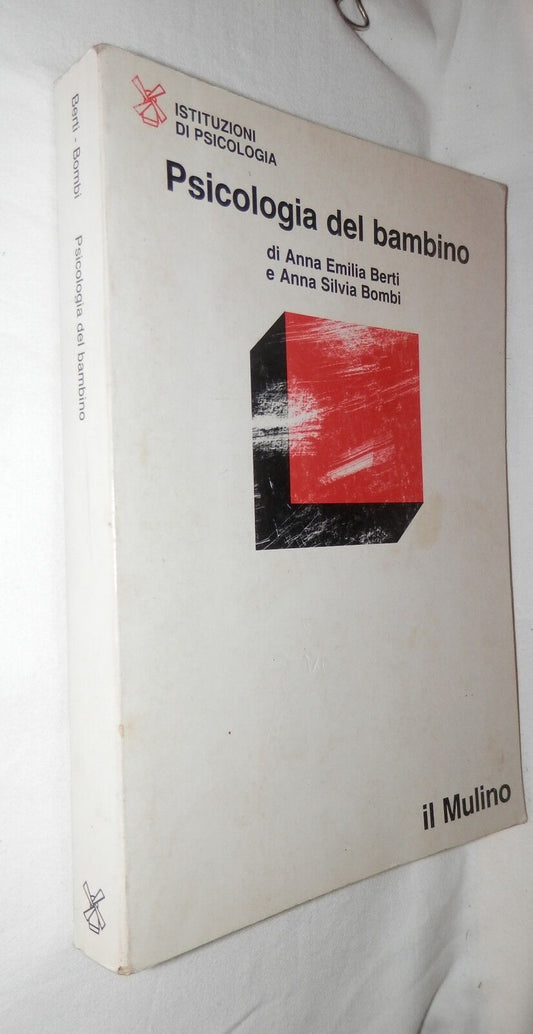 ISTITUZIONI
DI PSICOLOGIA
Psicologia del bambino
di Anna Emilia Berti
e Anna Silvia Bombi
il Mulino
Berti - Bombi Psicologia del bambino